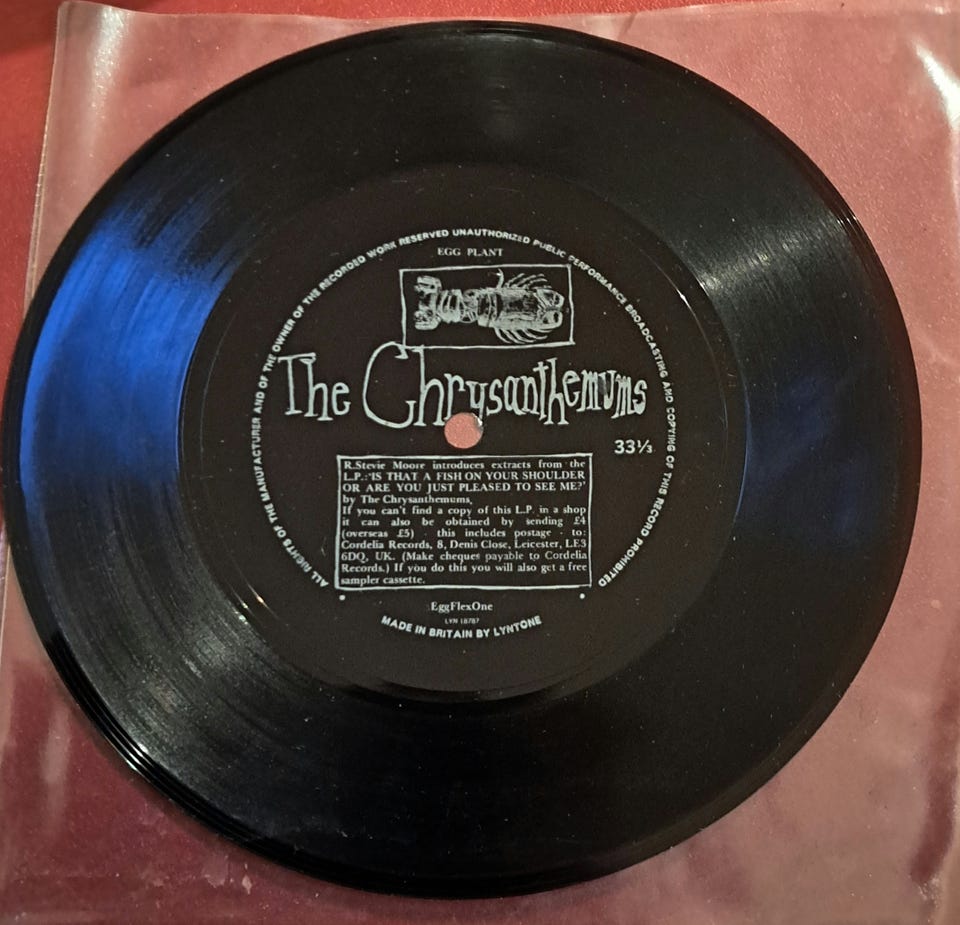 ALL RIGHTS OF THE MANUFACTURER AND OF THE OWNER OF THE RECORDED WORK RESERVED UNAUTHORIZED PUBLIC PERFORMANCE BROADCASTING AND COPYING OF THIS RECORD PROHIBITED
EGG PLANT
The Chrysanthemums
33⅓
R.Stevie Moore introduces extracts from the
L.P.:'IS THAT A FISH ON YOUR SHOULDER
OR ARE YOU JUST PLEASED TO SEE ME?'
by The Chrysanthemums.
If you can't find a copy of this L.P. in a shop
it can also be obtained by sending £4
(overseas £5) - this includes postage - to:
Cordelia Records, 8, Denis Close, Leicester, LE3
6DQ, UK. (Make cheques payable to Cordelia
Records.) If you do this you will also get a free
sampler cassette.
EggFlexOne
LYN 18787
MADE IN BRITAIN BY LYNTONE